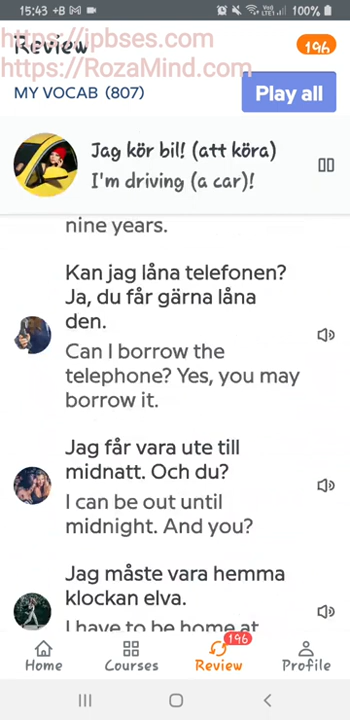 15:43 +B M
100%
https://jpbses.com
Review
196
https://RozaMind.com
MY VOCAB (807)
Play all
Jag kör bil! (att köra)
I'm driving (a car)!
nine years.
Kan jag låna telefonen?
Ja, du får gärna låna
den.
Can I borrow the
telephone? Yes, you may
borrow it.
Jag får vara ute till
midnatt. Och du?
I can be out until
midnight. And you?
Jag måste vara hemma
klockan elva.
I have to be home at
196
Home
Courses
Review
Profile